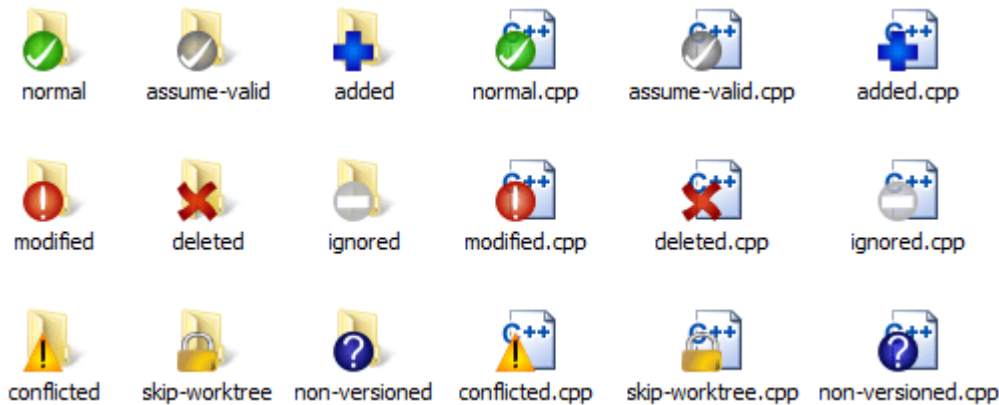 C++ C++ C++
normal assume-valid added normal.cpp assume-valid.cpp added.cpp
C++ C++ C++
modified deleted ignored modified.cpp deleted.cpp ignored.cpp
C++ C++ C++
conflicted skip-worktree non-versioned conflicted.cpp skip-worktree.cpp non-versioned.cpp